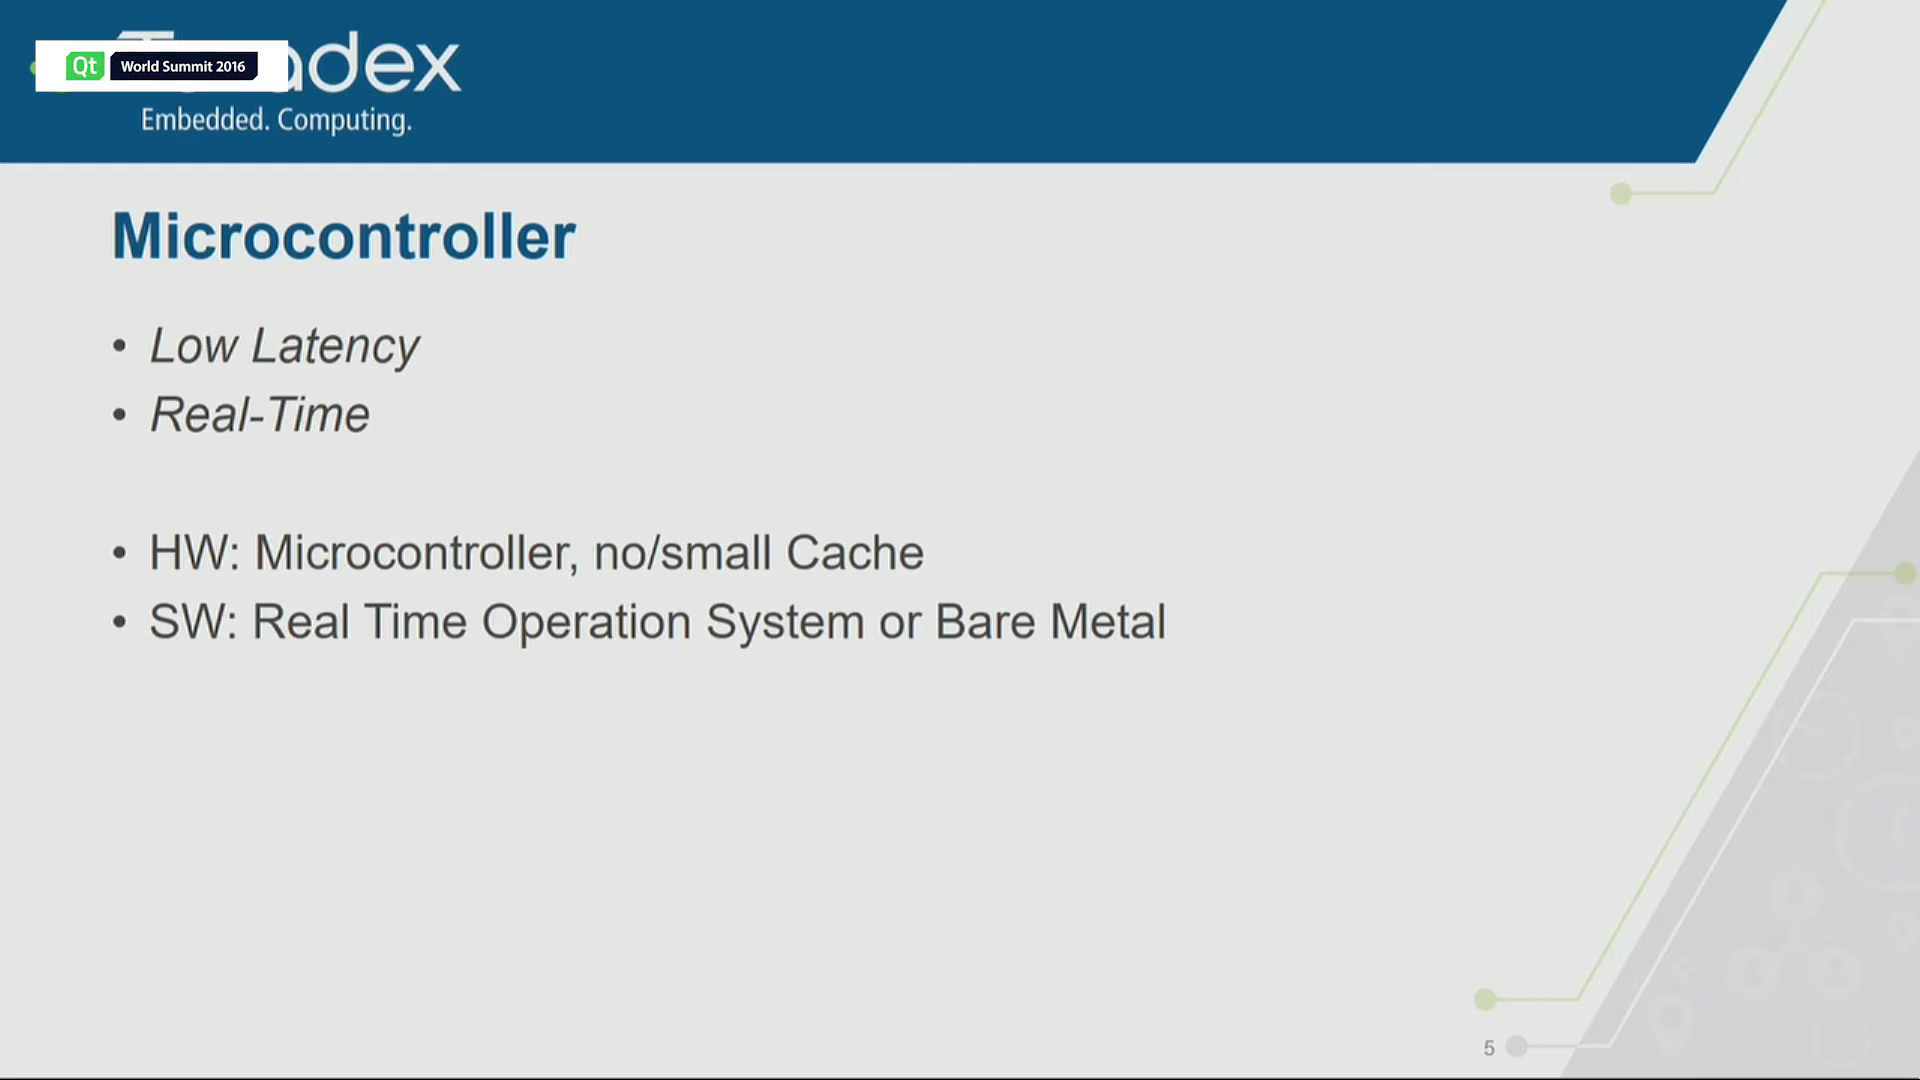 Qt World Summit 2016
Embedded. Computing.
Microcontroller
• Low Latency
• Real-Time
• HW: Microcontroller, no/small Cache
• SW: Real Time Operation System or Bare Metal
5